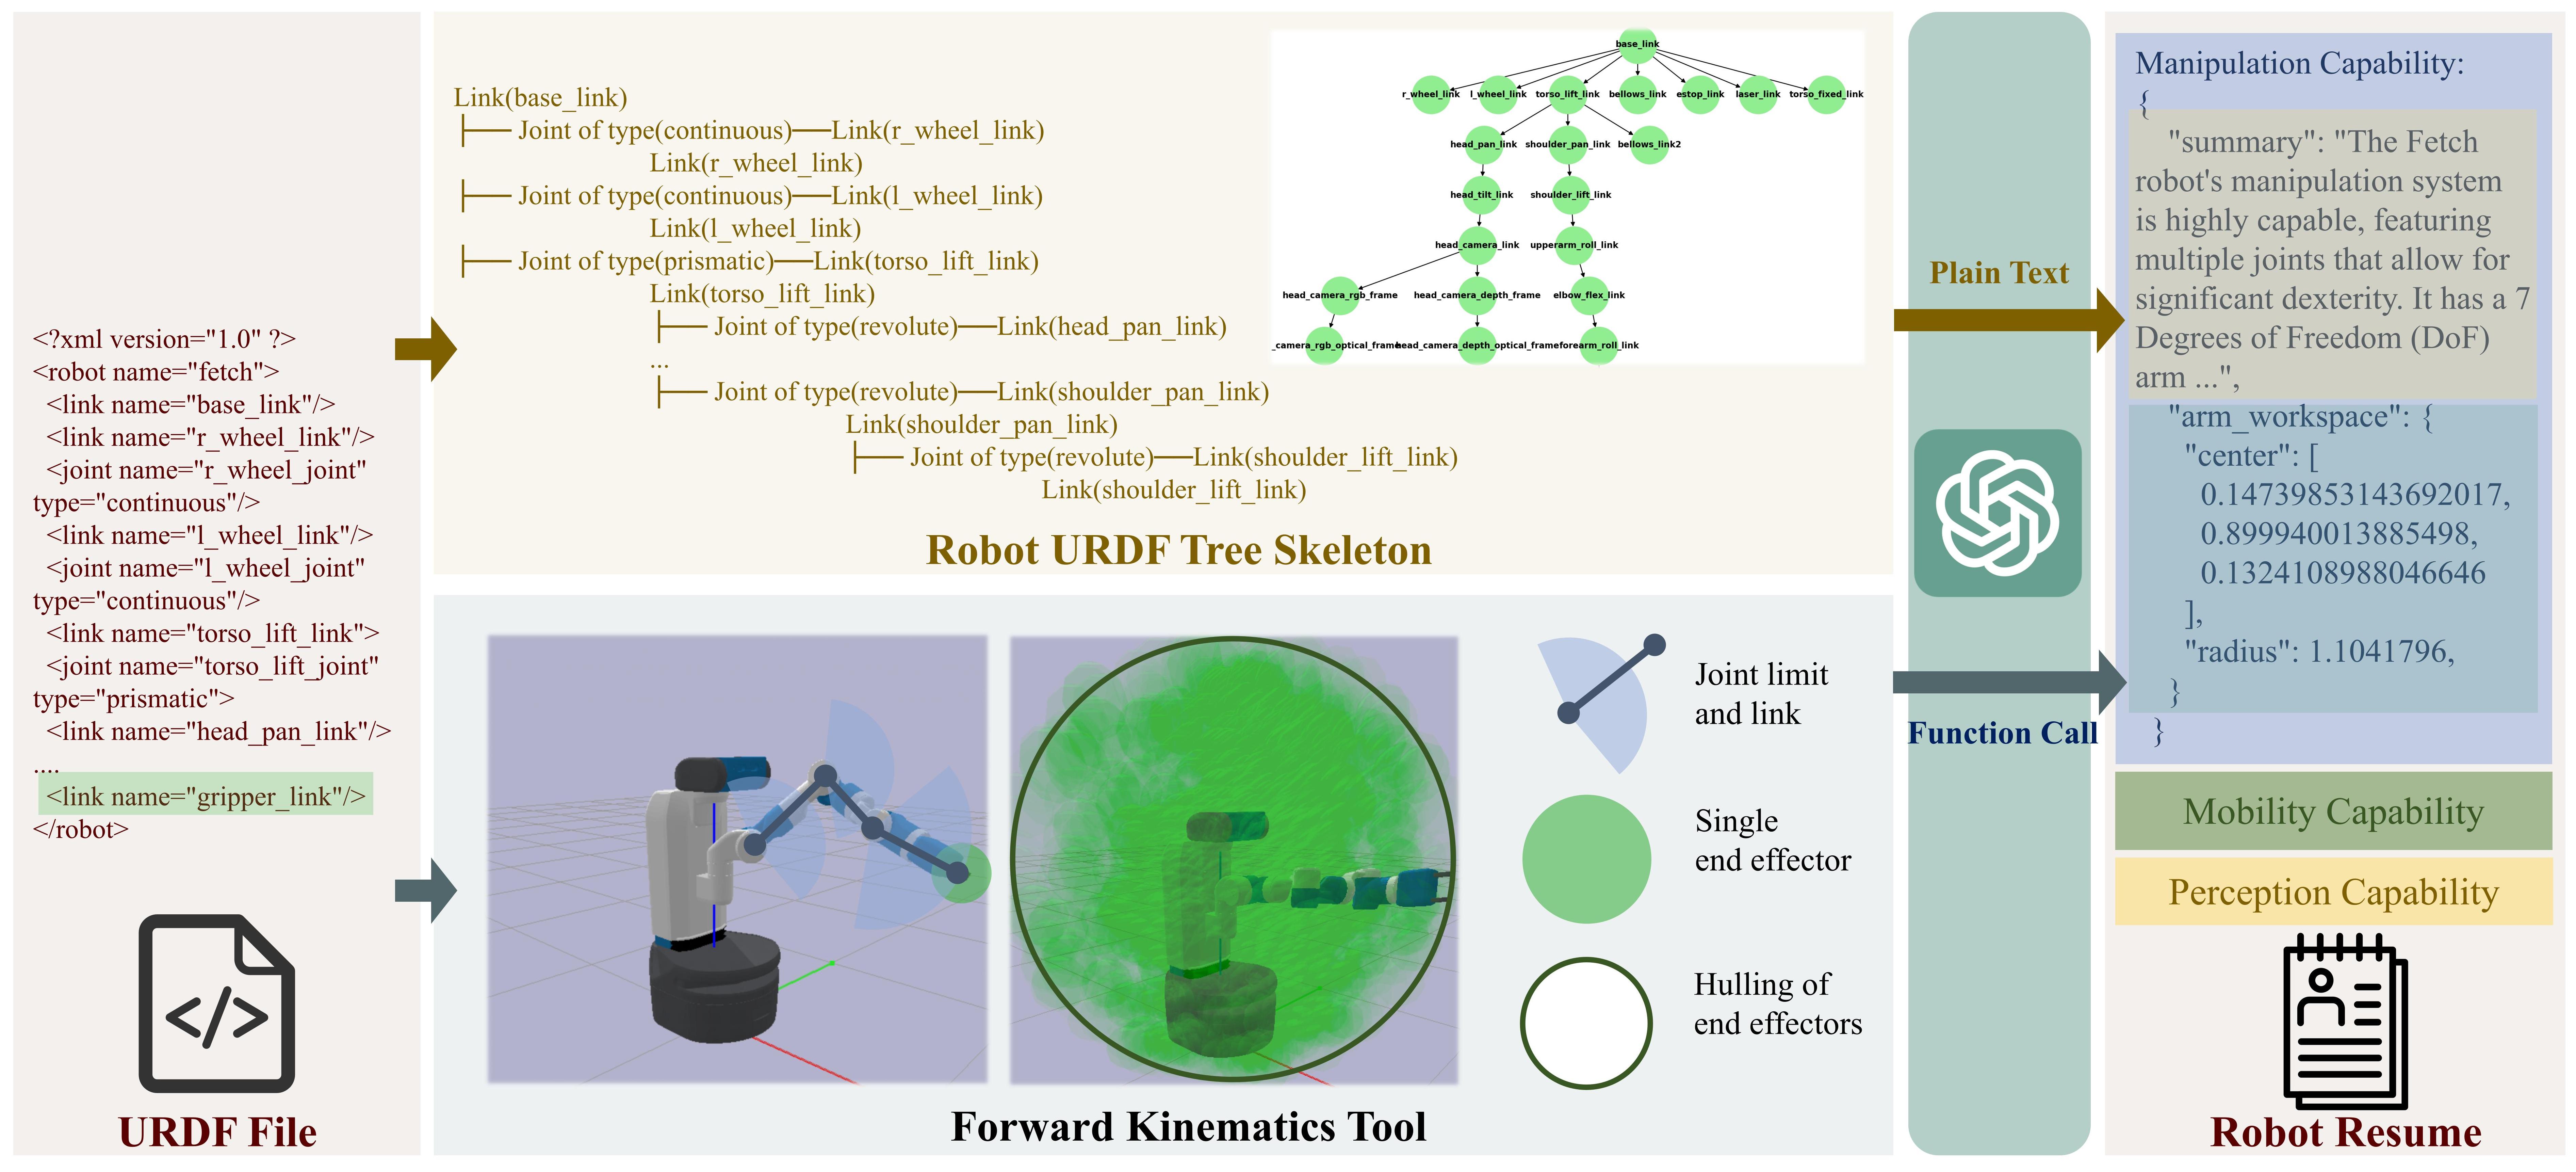 <?xml version="1.0" ?>
<robot name="fetch">
<link name="base_link"/>
<link name="r_wheel_link"/>
<joint name="r_wheel_joint"
type="continuous"/>
<link name="l_wheel_link"/>
<joint name="l_wheel_joint"
type="continuous"/>
<link name="torso_lift_link">
<joint name="torso_lift_joint"
type="prismatic">
<link name="head_pan_link"/>
....
<link name="gripper_link"/>
</robot>
URDF File
Link(base_link)
├── Joint of type(continuous)──Link(r_wheel_link)
Link(r_wheel_link)
├── Joint of type(continuous)──Link(l_wheel_link)
Link(l_wheel_link)
├── Joint of type(prismatic)──Link(torso_lift_link)
Link(torso_lift_link)
├── Joint of type(revolute)──Link(head_pan_link)
...
├── Joint of type(revolute)──Link(shoulder_pan_link)
Link(shoulder_pan_link)
├── Joint of type(revolute)──Link(shoulder_lift_link)
Link(shoulder_lift_link)
base_link
r_wheel_link l_wheel_link torso_lift_link bellows_link estop_link laser_link torso_fixed_link
head_pan_link shoulder_pan_link bellows_link2
head_tilt_link shoulder_lift_link
head_camera_link upperarm_roll_link
head_camera_rgb_frame head_camera_depth_frame elbow_flex_link
_camera_rgb_optical_frame head_camera_depth_optical_frame forearm_roll_link
Robot URDF Tree Skeleton
Joint limit
and link
Single
end effector
Hulling of
end effectors
Forward Kinematics Tool
Plain Text
Function Call
Manipulation Capability:
{
"summary": "The Fetch
robot's manipulation system
is highly capable, featuring
multiple joints that allow for
significant dexterity. It has a 7
Degrees of Freedom (DoF)
arm ...",
"arm_workspace": {
"center": [
0.14739853143692017,
0.899940013885498,
0.1324108988046646
],
"radius": 1.1041796,
}
}
Mobility Capability
Perception Capability
Robot Resume